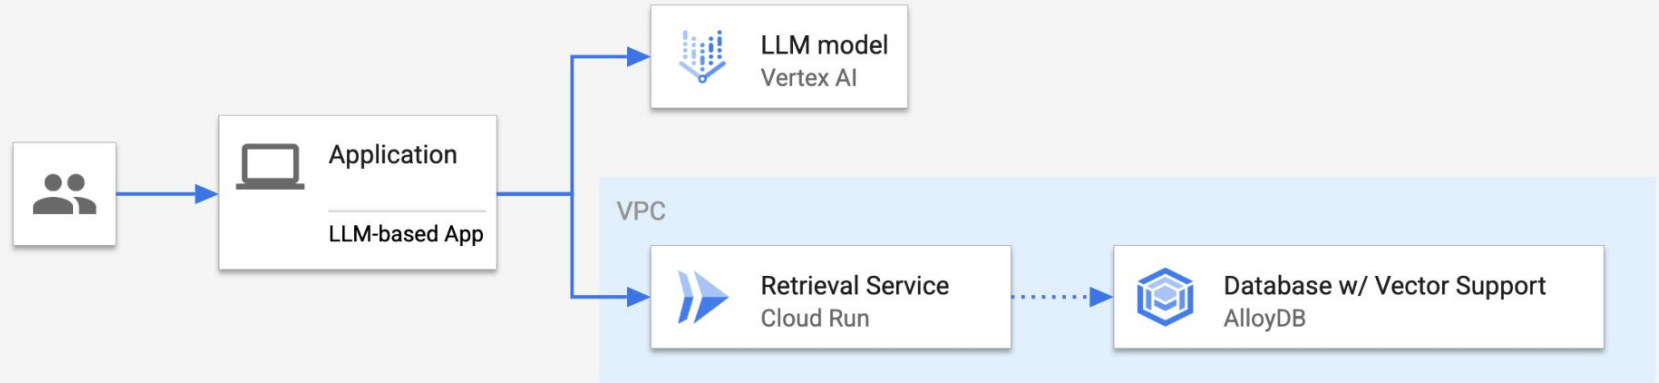 LLM model
Vertex AI
Application
LLM-based App
VPC
Retrieval Service
Cloud Run
Database w/ Vector Support
AlloyDB